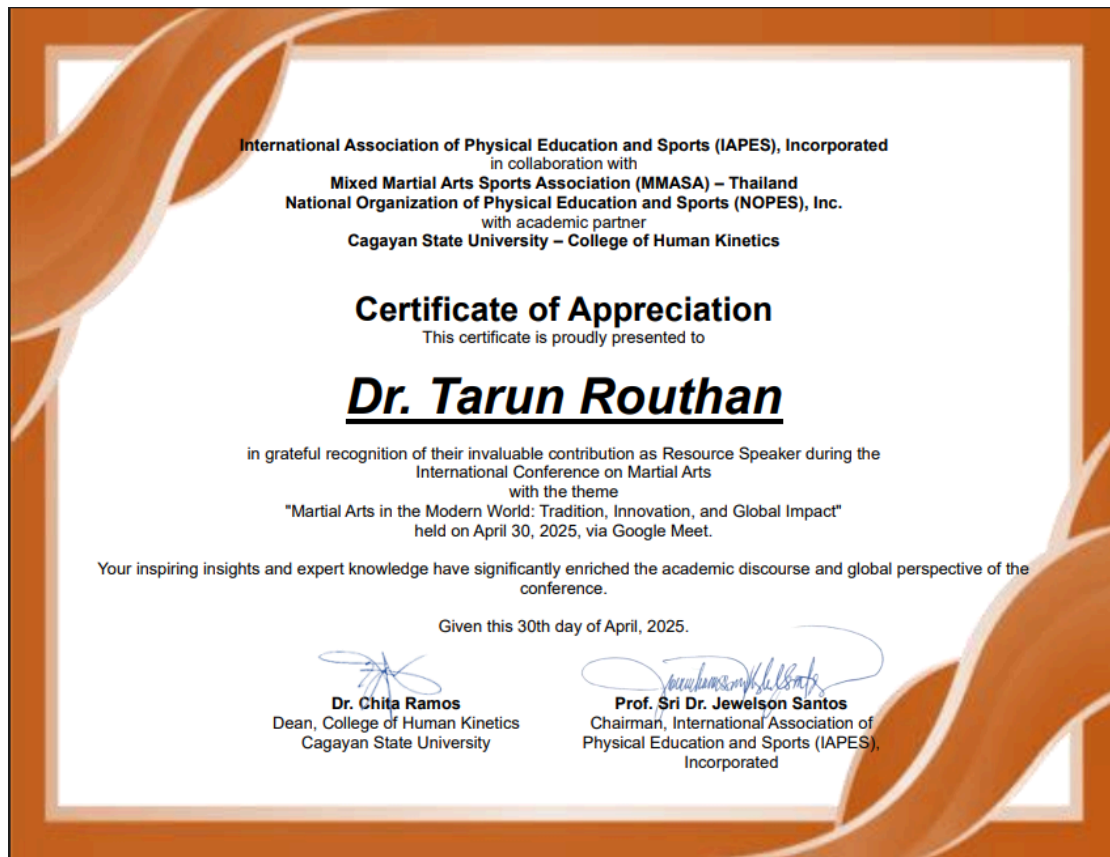 International Association of Physical Education and Sports (IAPES), Incorporated
in collaboration with
Mixed Martial Arts Sports Association (MMASA) – Thailand
National Organization of Physical Education and Sports (NOPES), Inc.
with academic partner
Cagayan State University – College of Human Kinetics
Certificate of Appreciation
This certificate is proudly presented to
Dr. Tarun Routhan
in grateful recognition of their invaluable contribution as Resource Speaker during the
International Conference on Martial Arts
with the theme
"Martial Arts in the Modern World: Tradition, Innovation, and Global Impact"
held on April 30, 2025, via Google Meet.
Your inspiring insights and expert knowledge have significantly enriched the academic discourse and global perspective of the
conference.
Given this 30th day of April, 2025.
Dr. Chita Ramos
Dean, College of Human Kinetics
Cagayan State University
Prof. Sri Dr. Jewelson Santos
Chairman, International Association of
Physical Education and Sports (IAPES),
Incorporated